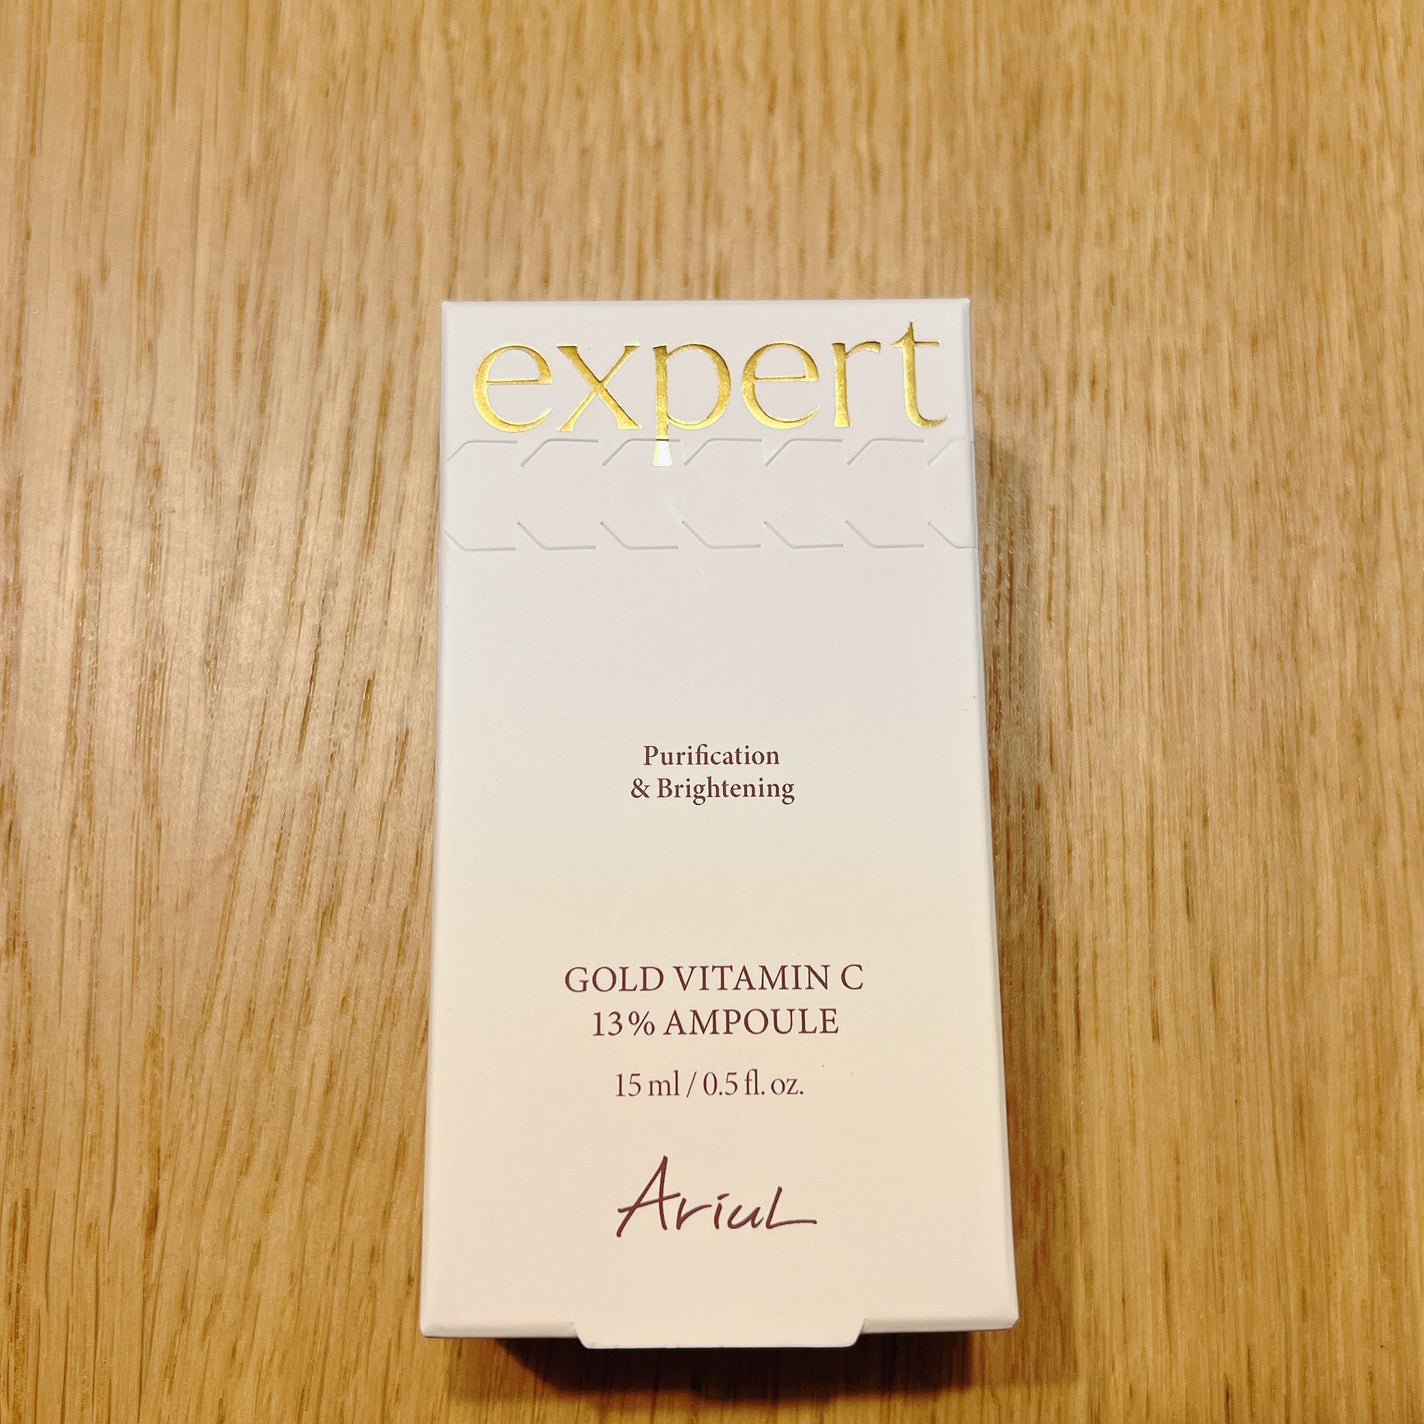 expert
Purification
& Brightening
GOLD VITAMIN C
13% AMPOULE
15 ml / 0.5 fl. oz.
Ariul